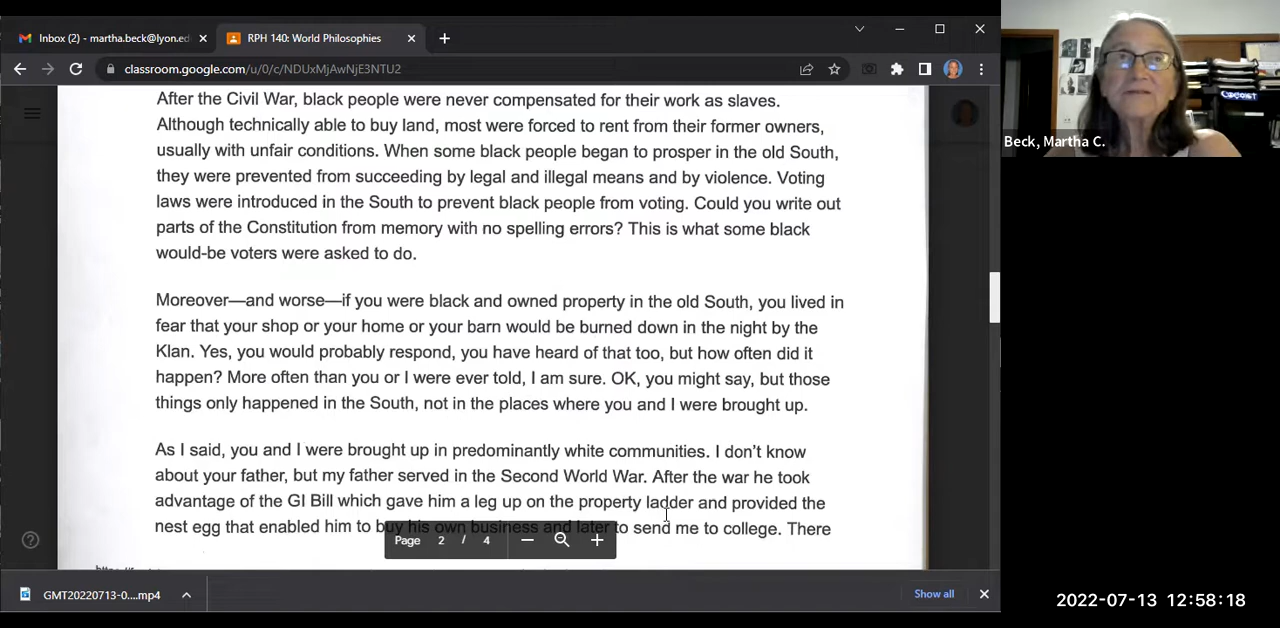 Inbox (2) - martha.beck@lyon.ed
RPH 140: World Philosophies
classroom.google.com/u/0/c/NDUxMjAwNjE3NTU2
After the Civil War, black people were never compensated for their work as slaves.
Although technically able to buy land, most were forced to rent from their former owners,
usually with unfair conditions. When some black people began to prosper in the old South,
they were prevented from succeeding by legal and illegal means and by violence. Voting
laws were introduced in the South to prevent black people from voting. Could you write out
parts of the Constitution from memory with no spelling errors? This is what some black
would-be voters were asked to do.
Moreover—and worse—if you were black and owned property in the old South, you lived in
fear that your shop or your home or your barn would be burned down in the night by the
Klan. Yes, you would probably respond, you have heard of that too, but how often did it
happen? More often than you or I were ever told, I am sure. OK, you might say, but those
things only happened in the South, not in the places where you and I were brought up.
As I said, you and I were brought up in predominantly white communities. I don't know
about your father, but my father served in the Second World War. After the war he took
advantage of the GI Bill which gave him a leg up on the property ladder and provided the
nest egg that enabled him to buy his own business and later to send me to college. There
Page 2 / 4
GMT20220713-0....mp4
Show all
Beck, Martha C.
2022-07-13 12:58:18